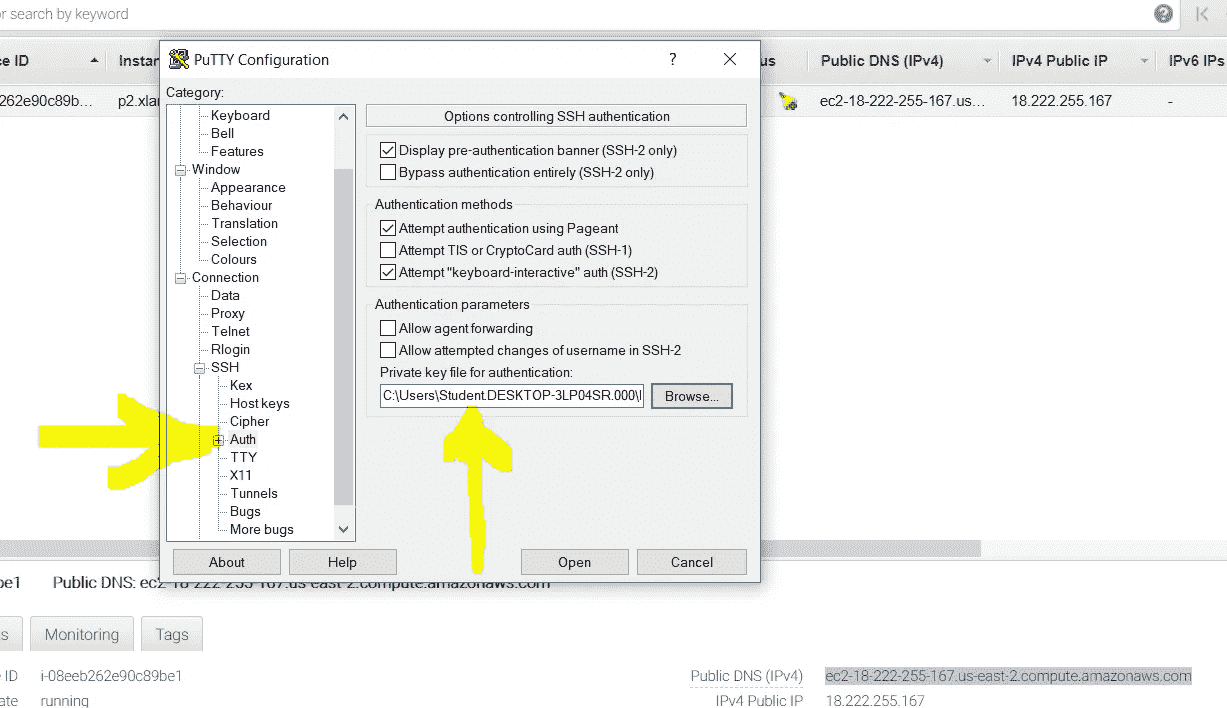 or search by keyword
e ID Instan us Public DNS (IPv4) IPv4 Public IP IPv6 IPs
262e90c89b... p2.xlar ec2-18-222-255-167.us... 18.222.255.167 -
PuTTY Configuration ? X
Category:
Keyboard
Bell
Features
Window
Appearance
Behaviour
Translation
Selection
Colours
Connection
Data
Proxy
Telnet
Rlogin
SSH
Kex
Host keys
Cipher
Auth
TTY
X11
Tunnels
Bugs
More bugs
Options controlling SSH authentication
Display pre-authentication banner (SSH-2 only)
Bypass authentication entirely (SSH-2 only)
Authentication methods
Attempt authentication using Pageant
Attempt TIS or CryptoCard auth (SSH-1)
Attempt "keyboard-interactive" auth (SSH-2)
Authentication parameters
Allow agent forwarding
Allow attempted changes of username in SSH-2
Private key file for authentication:
C:\Users\Student.DESKTOP-3LP04SR.000\ Browse...
About Help Open Cancel
be1 Public DNS: ec2-18-222-255-167.us-east-2.compute.amazonaws.com
s Monitoring Tags
ID i-08eeb262e90c89be1 Public DNS (IPv4) ec2-18-222-255-167.us-east-2.compute.amazonaws.com
ate running IPv4 Public IP 18.222.255.167